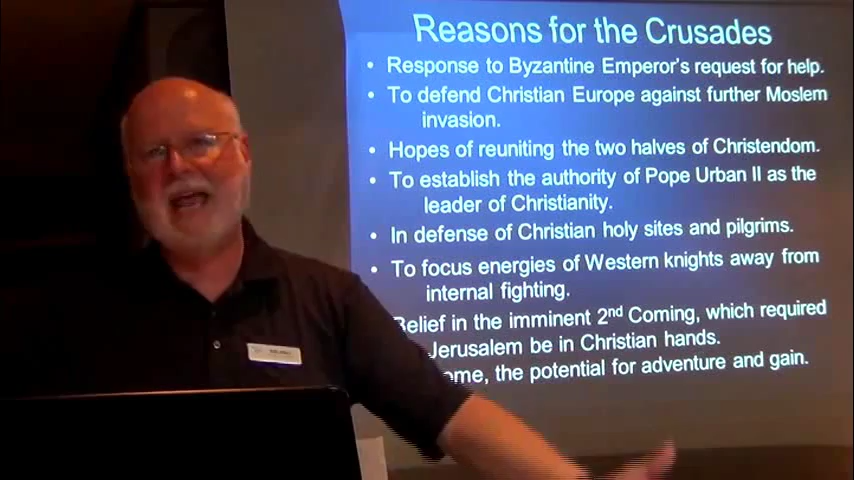 Reasons for the Crusades
• Response to Byzantine Emperor's request for help.
• To defend Christian Europe against further Moslem
invasion.
• Hopes of reuniting the two halves of Christendom.
• To establish the authority of Pope Urban II as the
leader of Christianity.
• In defense of Christian holy sites and pilgrims.
• To focus energies of Western knights away from
internal fighting.
Belief in the imminent 2nd Coming, which required
Jerusalem be in Christian hands.
ome, the potential for adventure and gain.